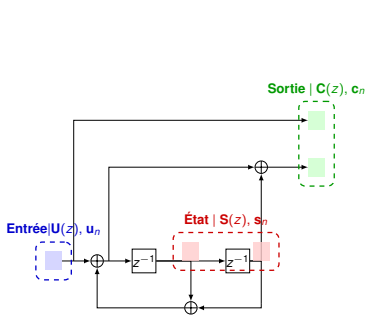 Sortie | C(z), cₙ
État | S(z), sₙ
Entrée|U(z), uₙ
z⁻¹
z⁻¹